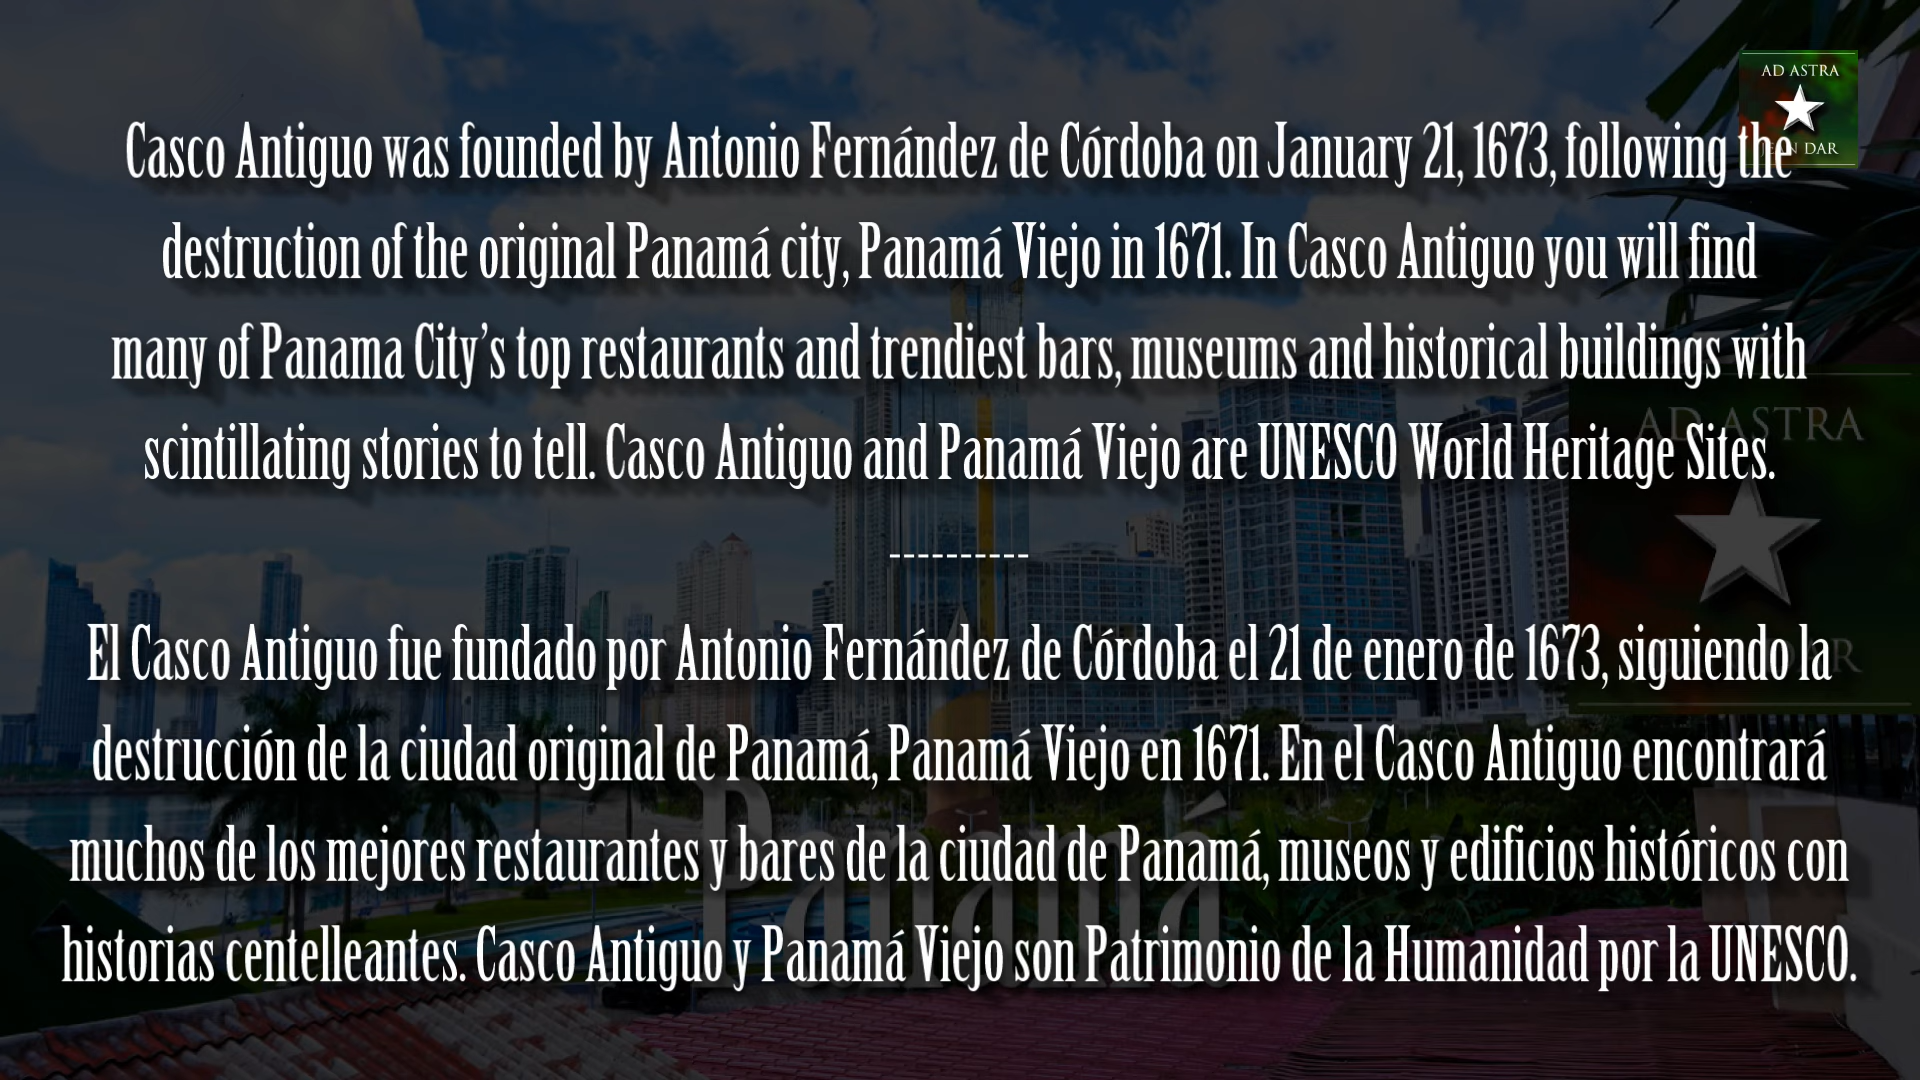 AD ASTRA
JEAN DAR
Casco Antiguo was founded by Antonio Fernández de Córdoba on January 21, 1673, following the
destruction of the original Panamá city, Panamá Viejo in 1671. In Casco Antiguo you will find
many of Panama City’s top restaurants and trendiest bars, museums and historical buildings with
scintillating stories to tell. Casco Antiguo and Panamá Viejo are UNESCO World Heritage Sites.
----------
AD ASTRA
El Casco Antiguo fue fundado por Antonio Fernández de Córdoba el 21 de enero de 1673, siguiendo la
destrucción de la ciudad original de Panamá, Panamá Viejo en 1671. En el Casco Antiguo encontrará
muchos de los mejores restaurantes y bares de la ciudad de Panamá, museos y edificios históricos con
historias centelleantes. Casco Antiguo y Panamá Viejo son Patrimonio de la Humanidad por la UNESCO.
Panamá